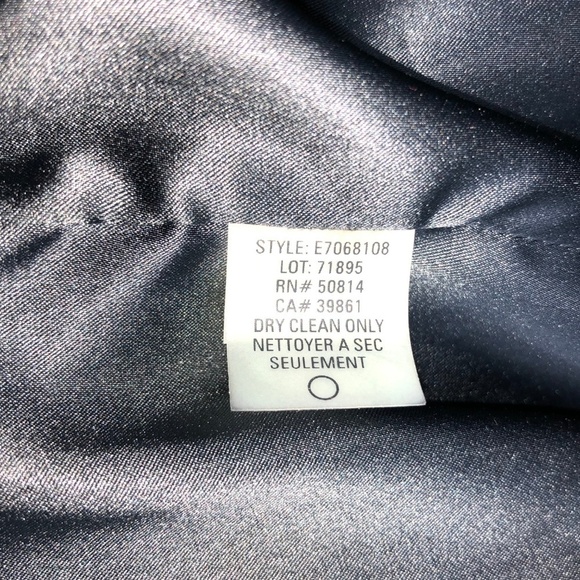 STYLE: E7068108
LOT: 71895
RN# 50814
CA# 39861
DRY CLEAN ONLY
NETTOYER A SEC
SEULEMENT